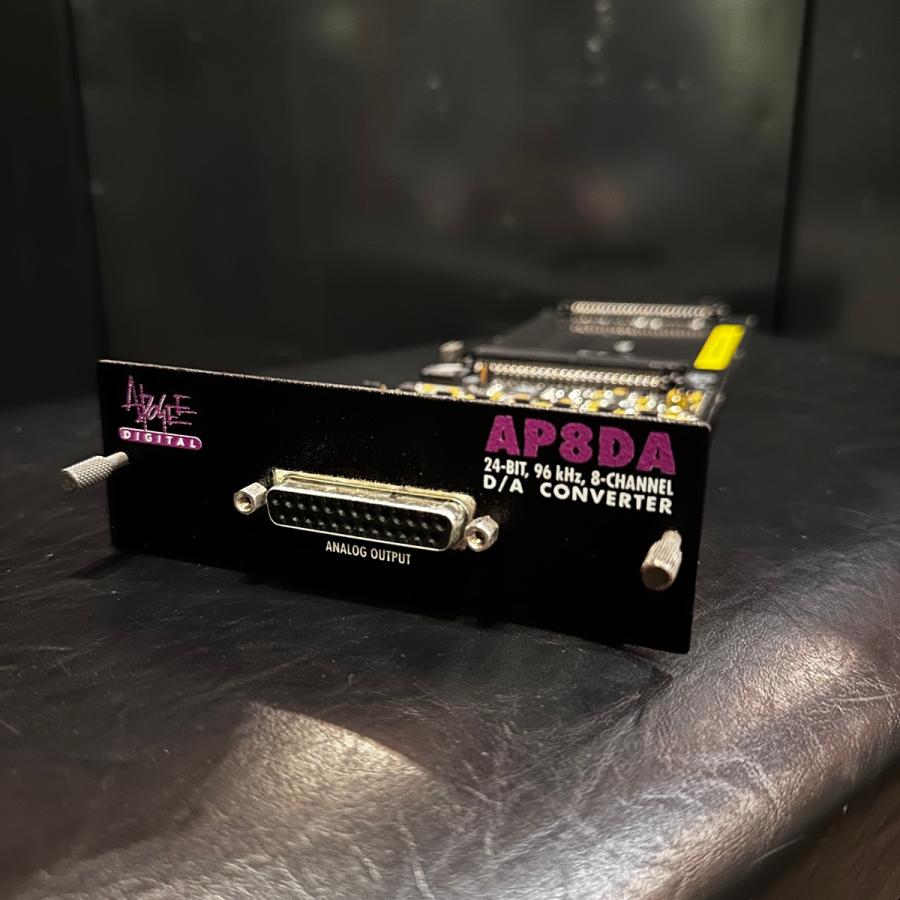 APOGEE
DIGITAL
AP8DA
24-BIT, 96 kHz, 8-CHANNEL
D/A CONVERTER
ANALOG OUTPUT